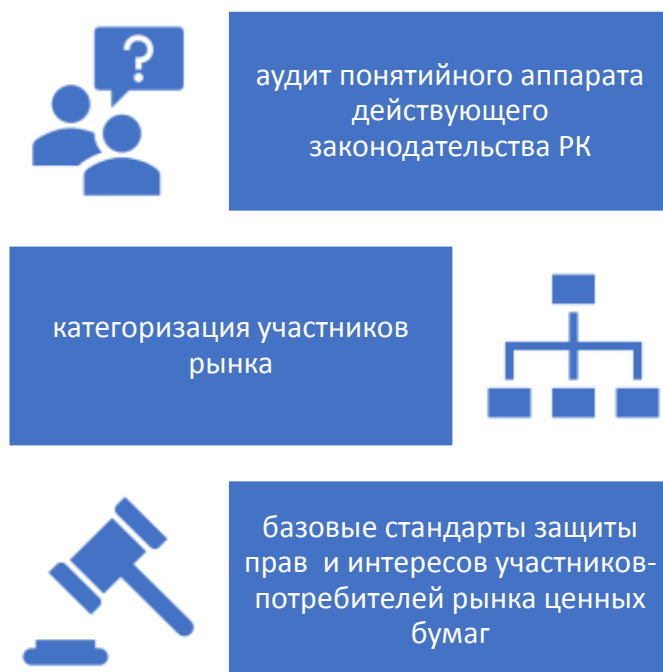 ?
аудит понятийного аппарата
действующего
законодательства РК
категоризация участников
рынка
базовые стандарты защиты
прав  и интересов участников-
потребителей рынка ценных
бумаг